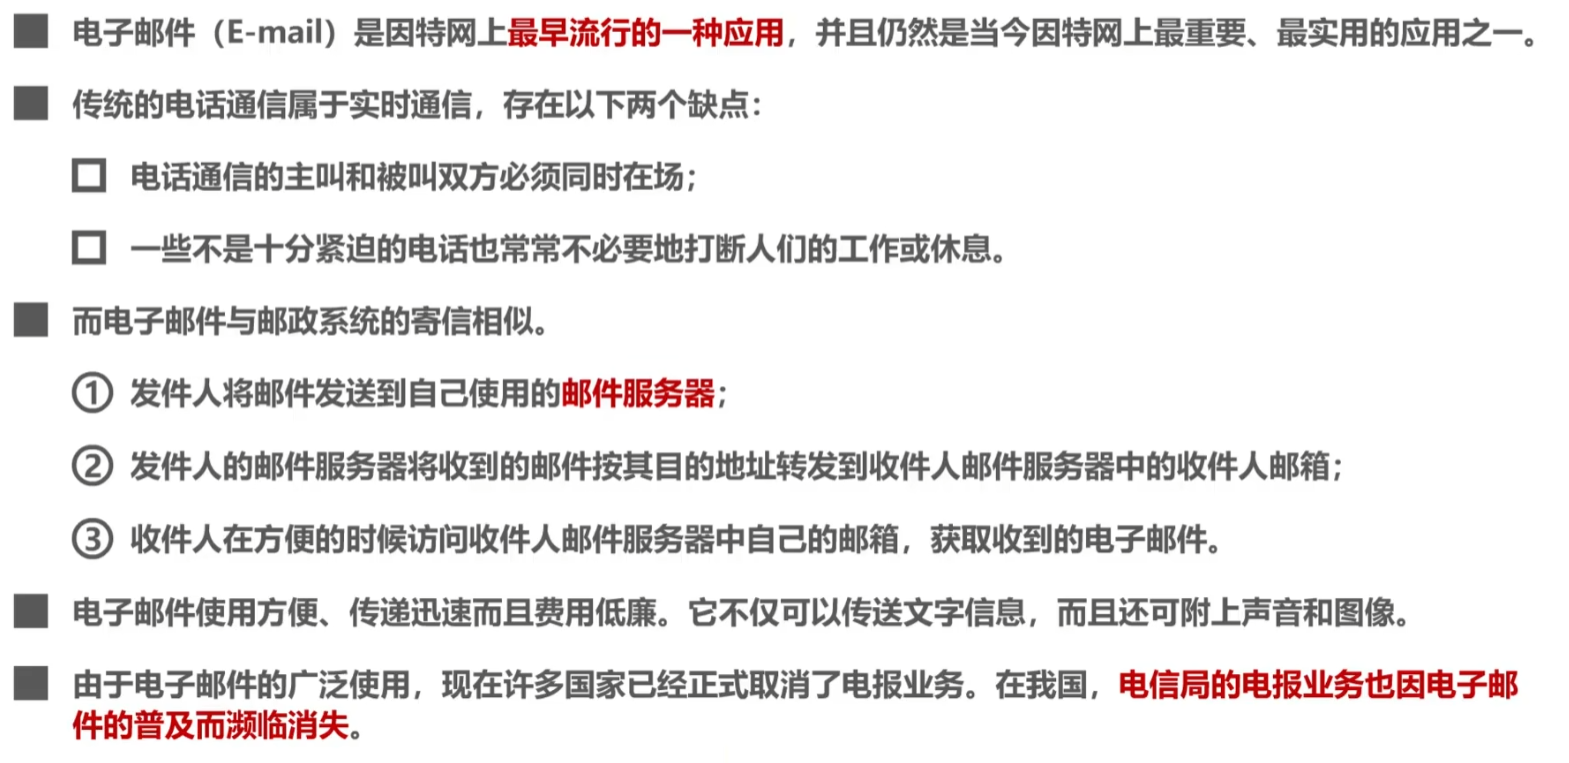 电子邮件（E-mail）是因特网上最早流行的一种应用，并且仍然是当今因特网上最重要、最实用的应用之一。
传统的电话通信属于实时通信，存在以下两个缺点：
电话通信的主叫和被叫双方必须同时在场；
一些不是十分紧迫的电话也常常不必要地打断人们的工作或休息。
而电子邮件与邮政系统的寄信相似。
① 发件人将邮件发送到自己使用的邮件服务器；
② 发件人的邮件服务器将收到的邮件按其目的地址转发到收件人邮件服务器中的收件人邮箱；
③ 收件人在方便的时候访问收件人邮件服务器中自己的邮箱，获取收到的电子邮件。
电子邮件使用方便、传递迅速而且费用低廉。它不仅可以传送文字信息，而且还可附上声音和图像。
由于电子邮件的广泛使用，现在许多国家已经正式取消了电报业务。在我国，电信局的电报业务也因电子邮
件的普及而濒临消失。